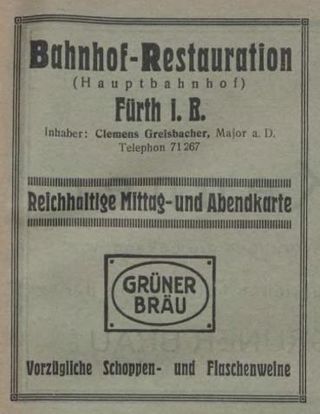 Bahnhof-Restauration
(Hauptbahnhof)
Fürth i. B.
Inhaber: Clemens Greisbacher, Major a. D.
Telephon 71267
Reichhaltige Mittag- und Abendkarte
GRÜNER
BRÄU
Vorzügliche Schoppen- und Flaschenweine